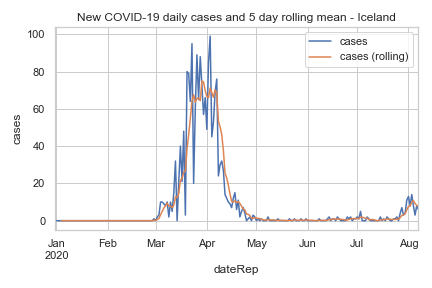 New COVID-19 daily cases and 5 day rolling mean - Iceland
cases
cases (rolling)
100
80
60
40
20
0
cases
Jan Feb Mar Apr May Jun Jul Aug
2020
dateRep